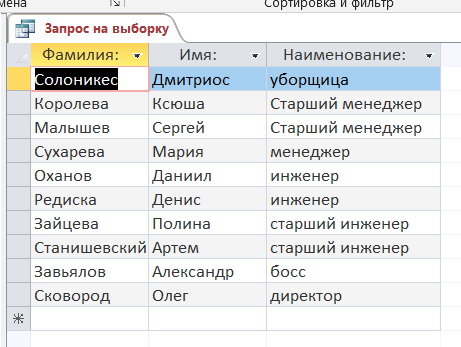 мена Сортировка и фильтр
Запрос на выборку
Фамилия: Имя: Наименование:
Солоникес Дмитриос уборщица
Королева Ксюша Старший менеджер
Малышев Сергей Старший менеджер
Сухарева Мария менеджер
Оханов Даниил инженер
Редиска Денис инженер
Зайцева Полина старший инженер
Станишевский Артем старший инженер
Завьялов Александр босс
Сковород Олег директор